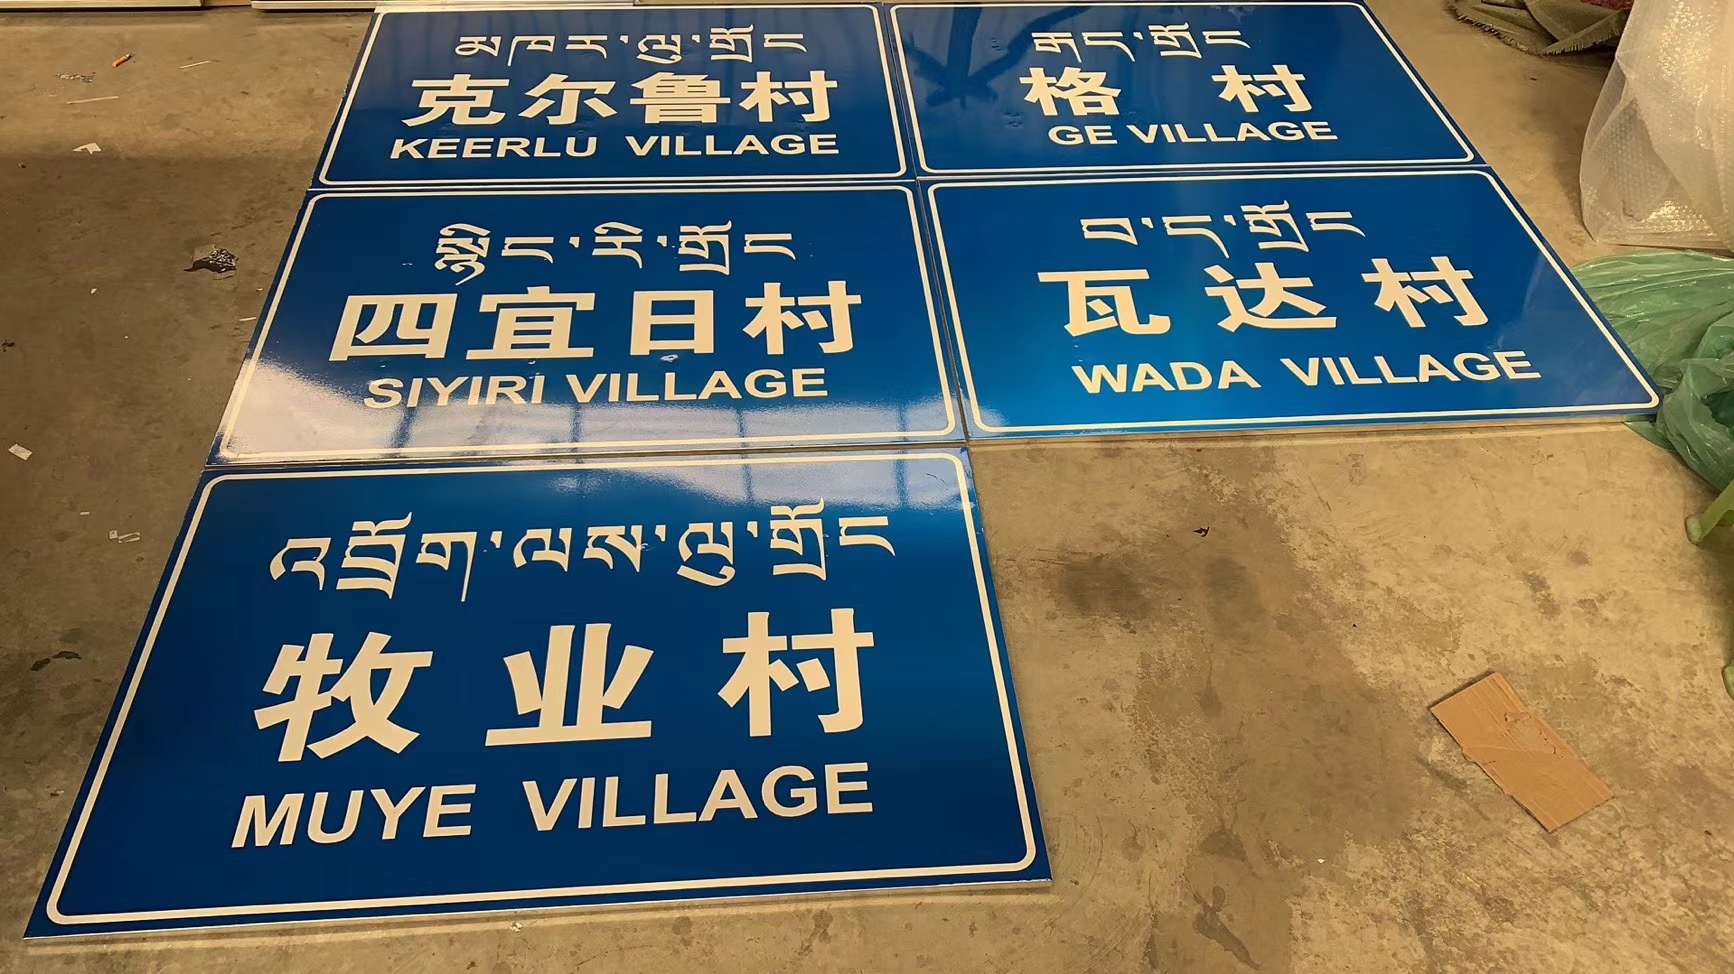 མཁར་ལུ་གྲོང
克尔鲁村
KEERLU VILLAGE
格 村
GE VILLAGE
四宜日村
SIYIRI VILLAGE
བ་ད་གྲོང
瓦达村
WADA VILLAGE
འབྲོག་ལས་ལུ་གྲོང
牧业村
MUYE VILLAGE